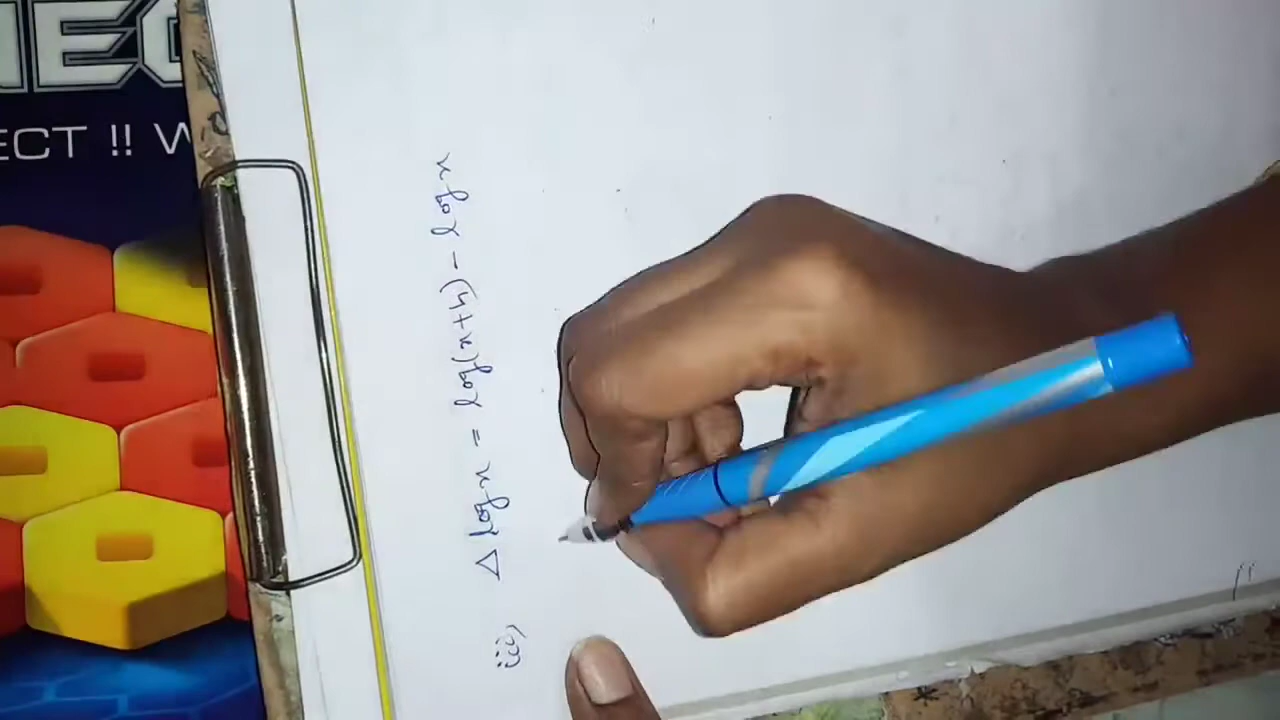 ECT !! W
iii) Δ log x = log(x+h) - log x